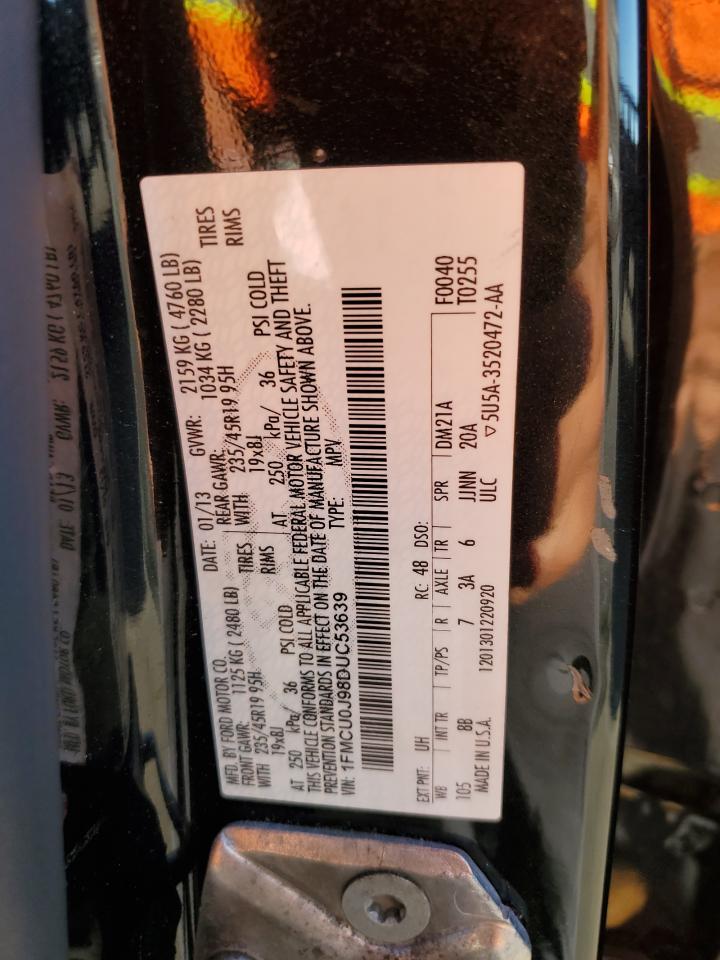 MFD. BY FORD MOTOR CO.
DATE: 01/13 GVWR: 2159 KG ( 4760 LB)
FRONT GAWR: 1125 KG ( 2480 LB) REAR GAWR: 1034 KG ( 2280 LB)
WITH 235/45R19 95H TIRES WITH 235/45R19 95H TIRES
19x8J RIMS 19x8J RIMS
AT 250 kPa/ 36 PSI COLD AT 250 kPa/ 36 PSI COLD
THIS VEHICLE CONFORMS TO ALL APPLICABLE FEDERAL MOTOR VEHICLE SAFETY AND THEFT
PREVENTION STANDARDS IN EFFECT ON THE DATE OF MANUFACTURE SHOWN ABOVE.
VIN: 1FMCU0J98DUC53639 TYPE: MPV
EXT PNT: UH RC: 48 DSO: F0040
WB INT TR TP/PS R AXLE TR SPR DM21A T0255
105 8B 7 3A 6 JJNN 20A
MADE IN U.S.A. 1201301220920 ULC ▽5U5A-3520472-AA